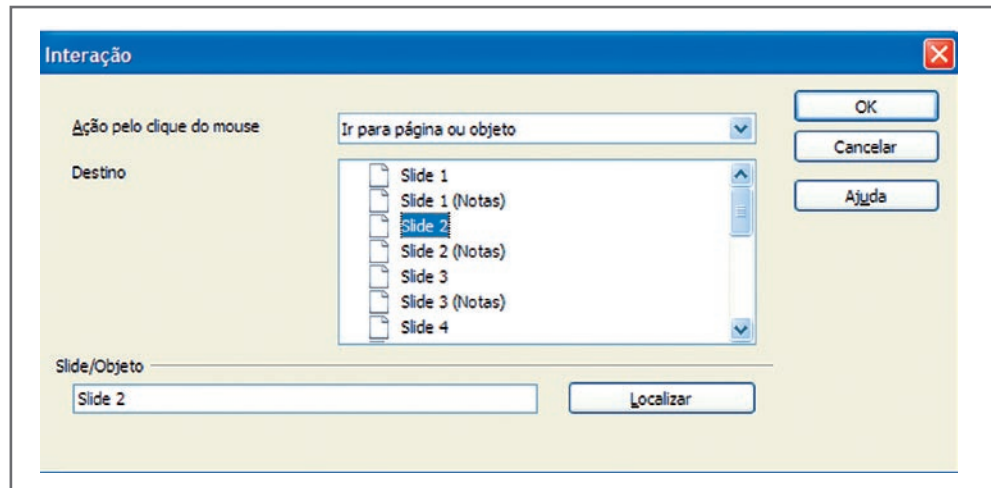 Interação
Ação pelo clique do mouse
Ir para página ou objeto
OK
Cancelar
Ajuda
Destino
Slide 1
Slide 1 (Notas)
Slide 2
Slide 2 (Notas)
Slide 3
Slide 3 (Notas)
Slide 4
Slide/Objeto
Slide 2
Localizar